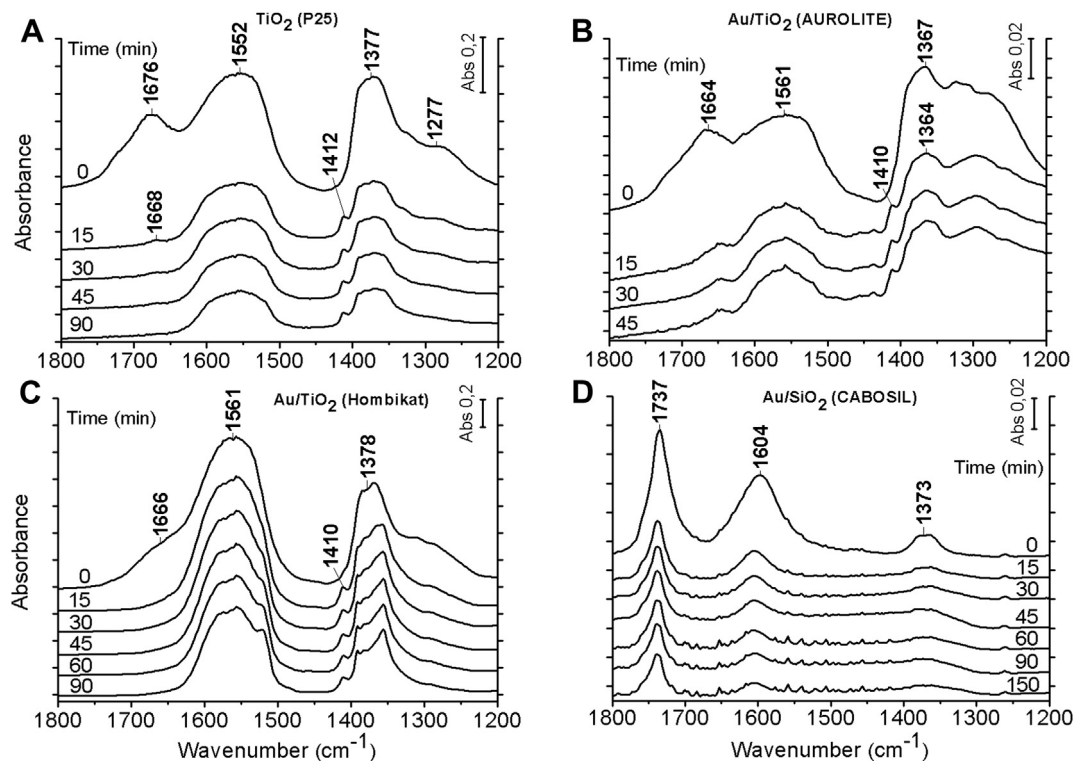 A
TiO2 (P25)
Time (min)
Abs 0,2
1676
1552
1377
1277
1412
1668
0
15
30
45
90
Absorbance
1800 1700 1600 1500 1400 1300 1200
B
Au/TiO2 (AUROLITE)
Time (min)
Abs 0,02
1664
1561
1367
1364
1410
0
15
30
45
1800 1700 1600 1500 1400 1300 1200
C
Au/TiO2 (Hombikat)
Time (min)
Abs 0,2
1561
1378
1666
1410
0
15
30
45
60
90
Absorbance
1800 1700 1600 1500 1400 1300 1200
Wavenumber (cm-1)
D
Au/SiO2 (CABOSIL)
Abs 0,02
Time (min)
1737
1604
1373
0
15
30
45
60
90
150
1800 1700 1600 1500 1400 1300 1200
Wavenumber (cm-1)